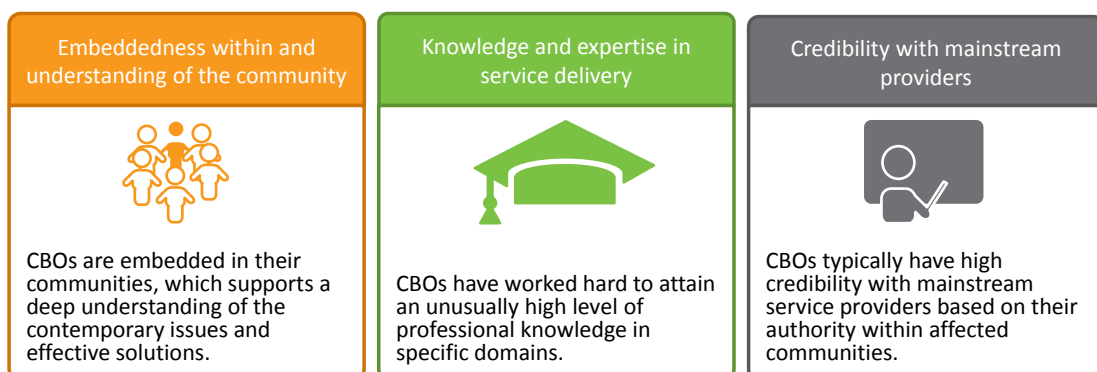 Embeddedness within and
understanding of the community
CBOs are embedded in their
communities, which supports a
deep understanding of the
contemporary issues and
effective solutions.
Knowledge and expertise in
service delivery
CBOs have worked hard to attain
an unusually high level of
professional knowledge in
specific domains.
Credibility with mainstream
providers
CBOs typically have high
credibility with mainstream
service providers based on their
authority within affected
communities.